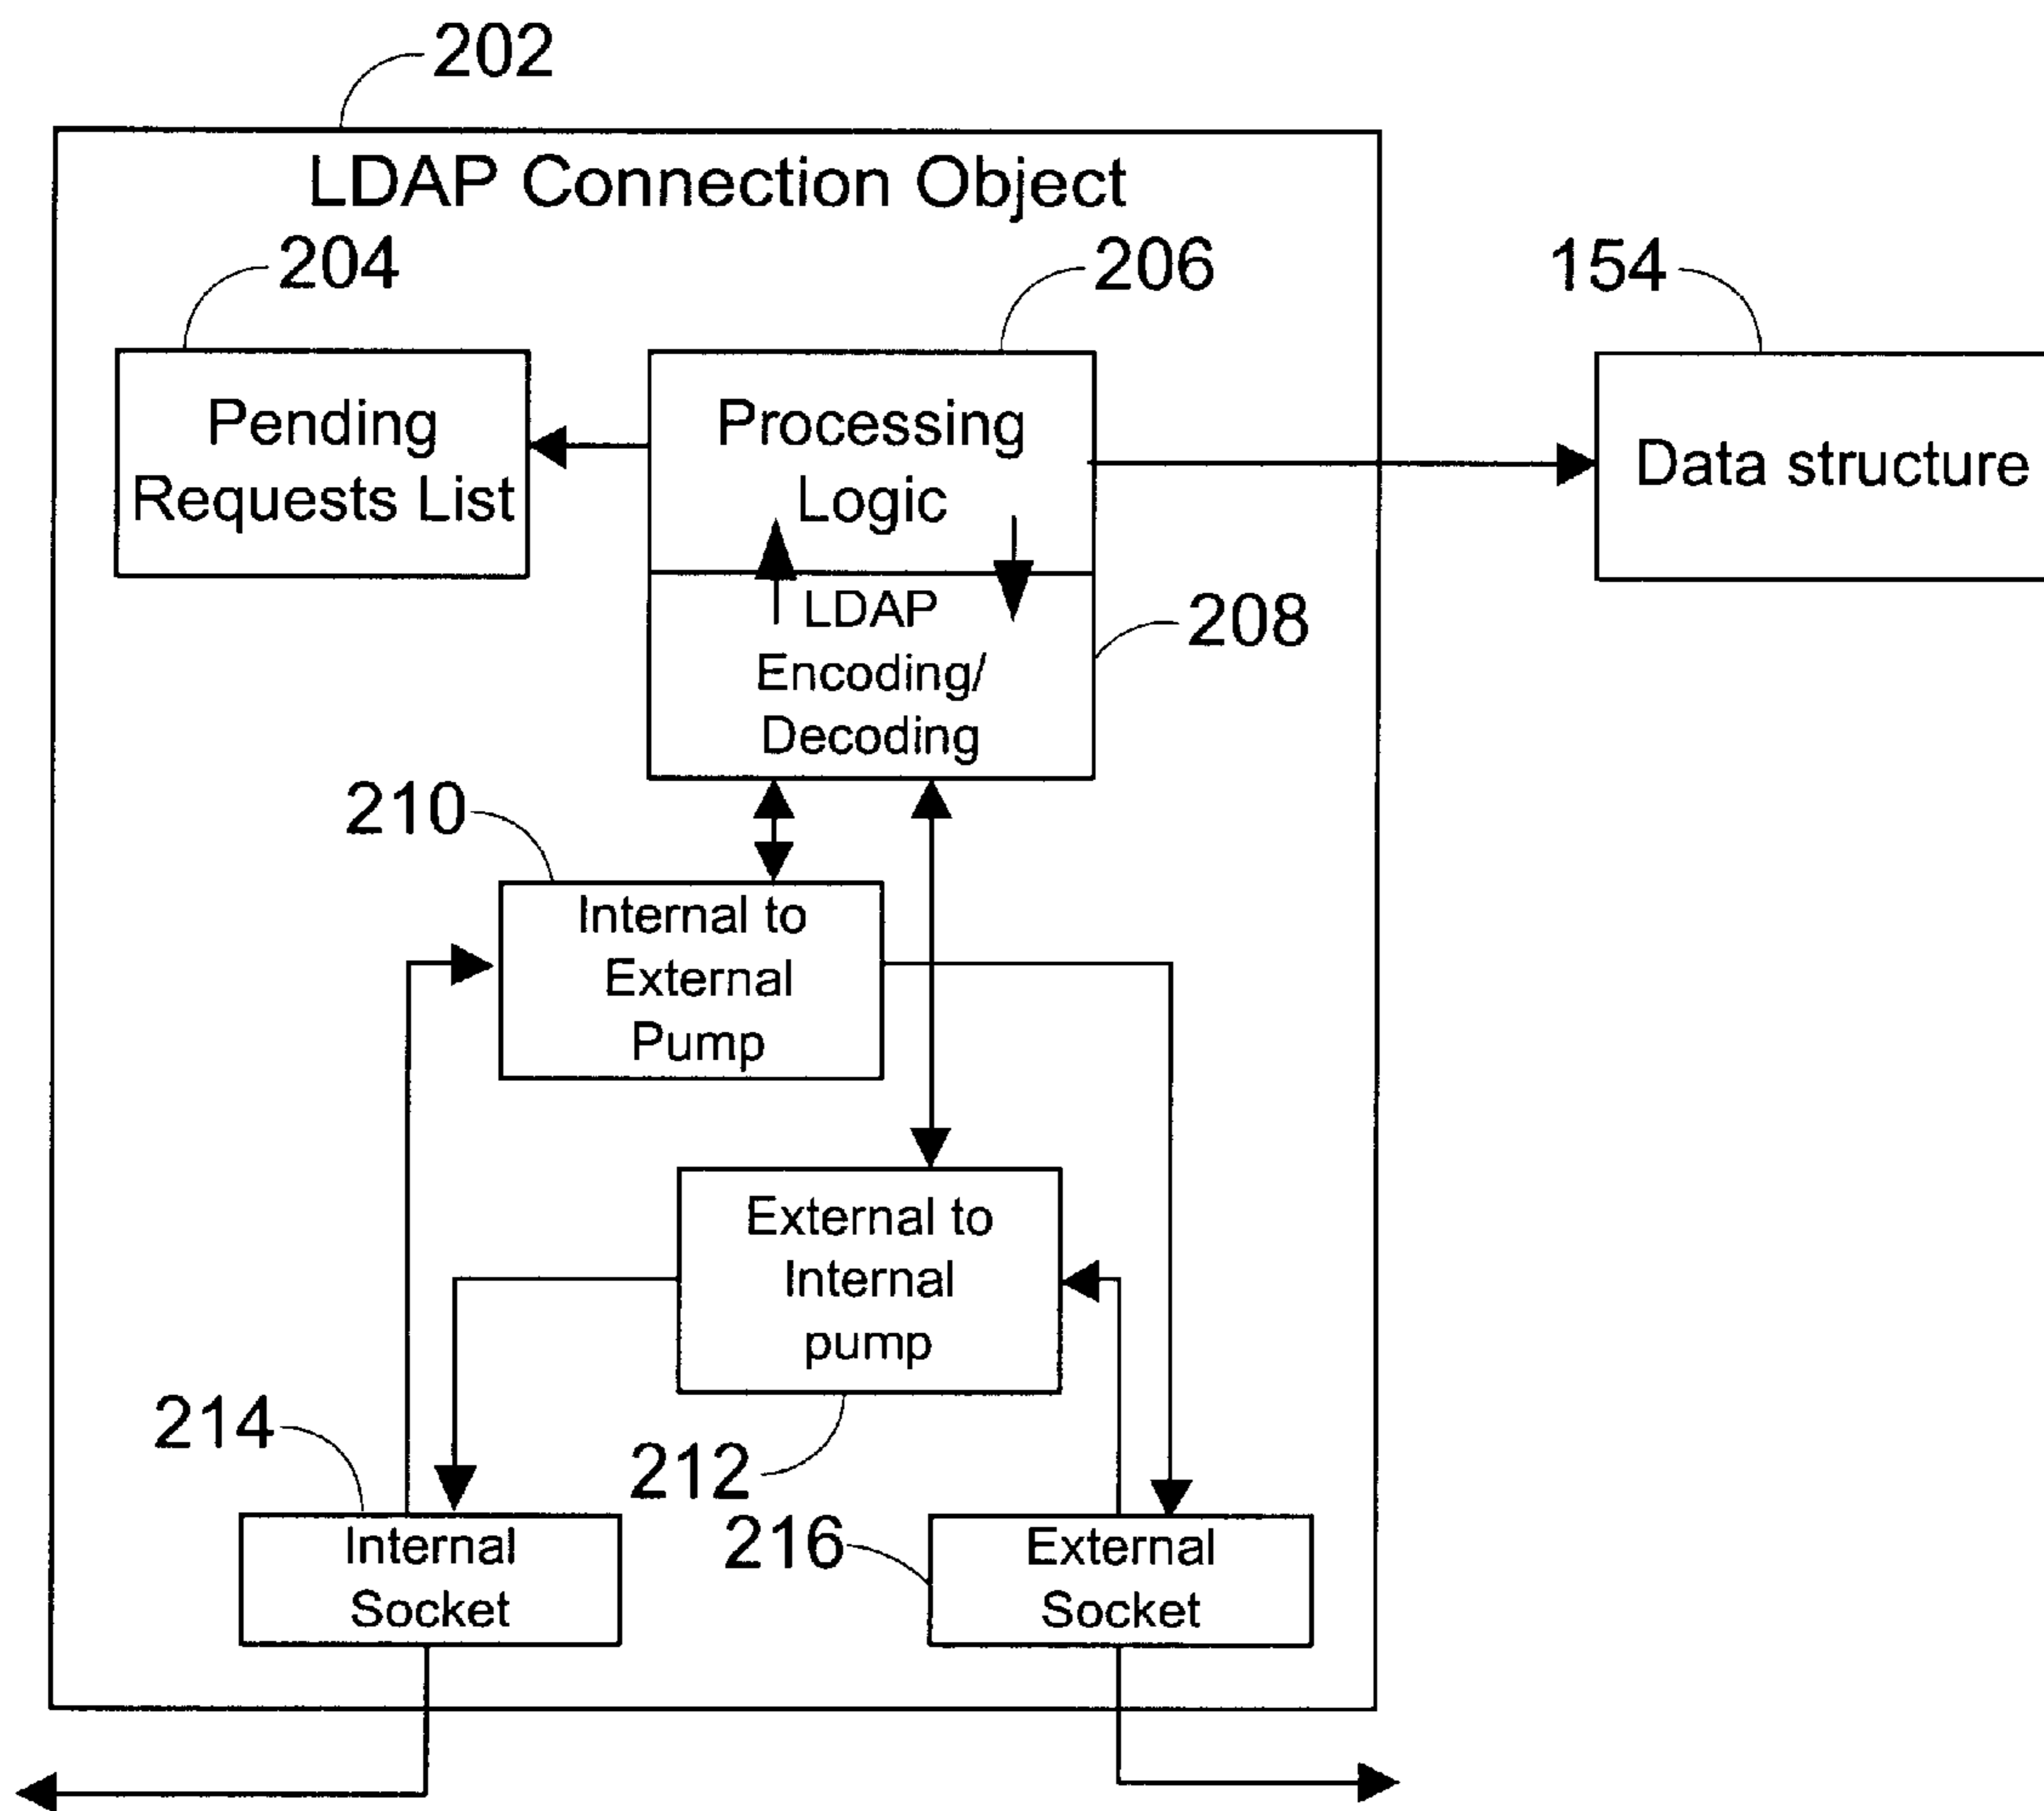 202
LDAP Connection Object
204
206
154
Pending
Requests List
Processing
Logic
Data structure
LDAP
Encoding/
Decoding
208
210
Internal to
External
Pump
External to
Internal
pump
214
212
216
Internal
Socket
External
Socket